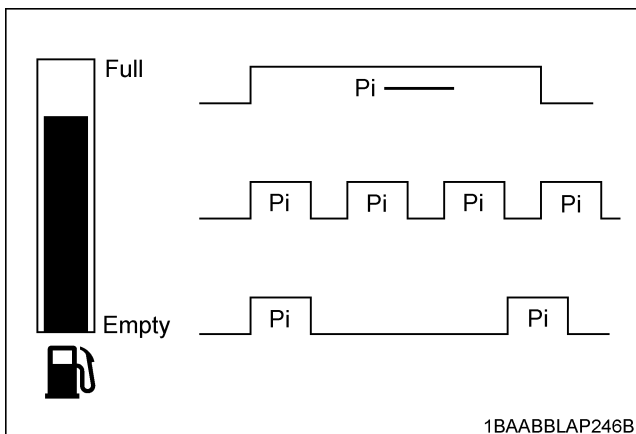 Full
Pi
Pi Pi Pi Pi
Empty
Pi Pi
1BAABBLAP246B